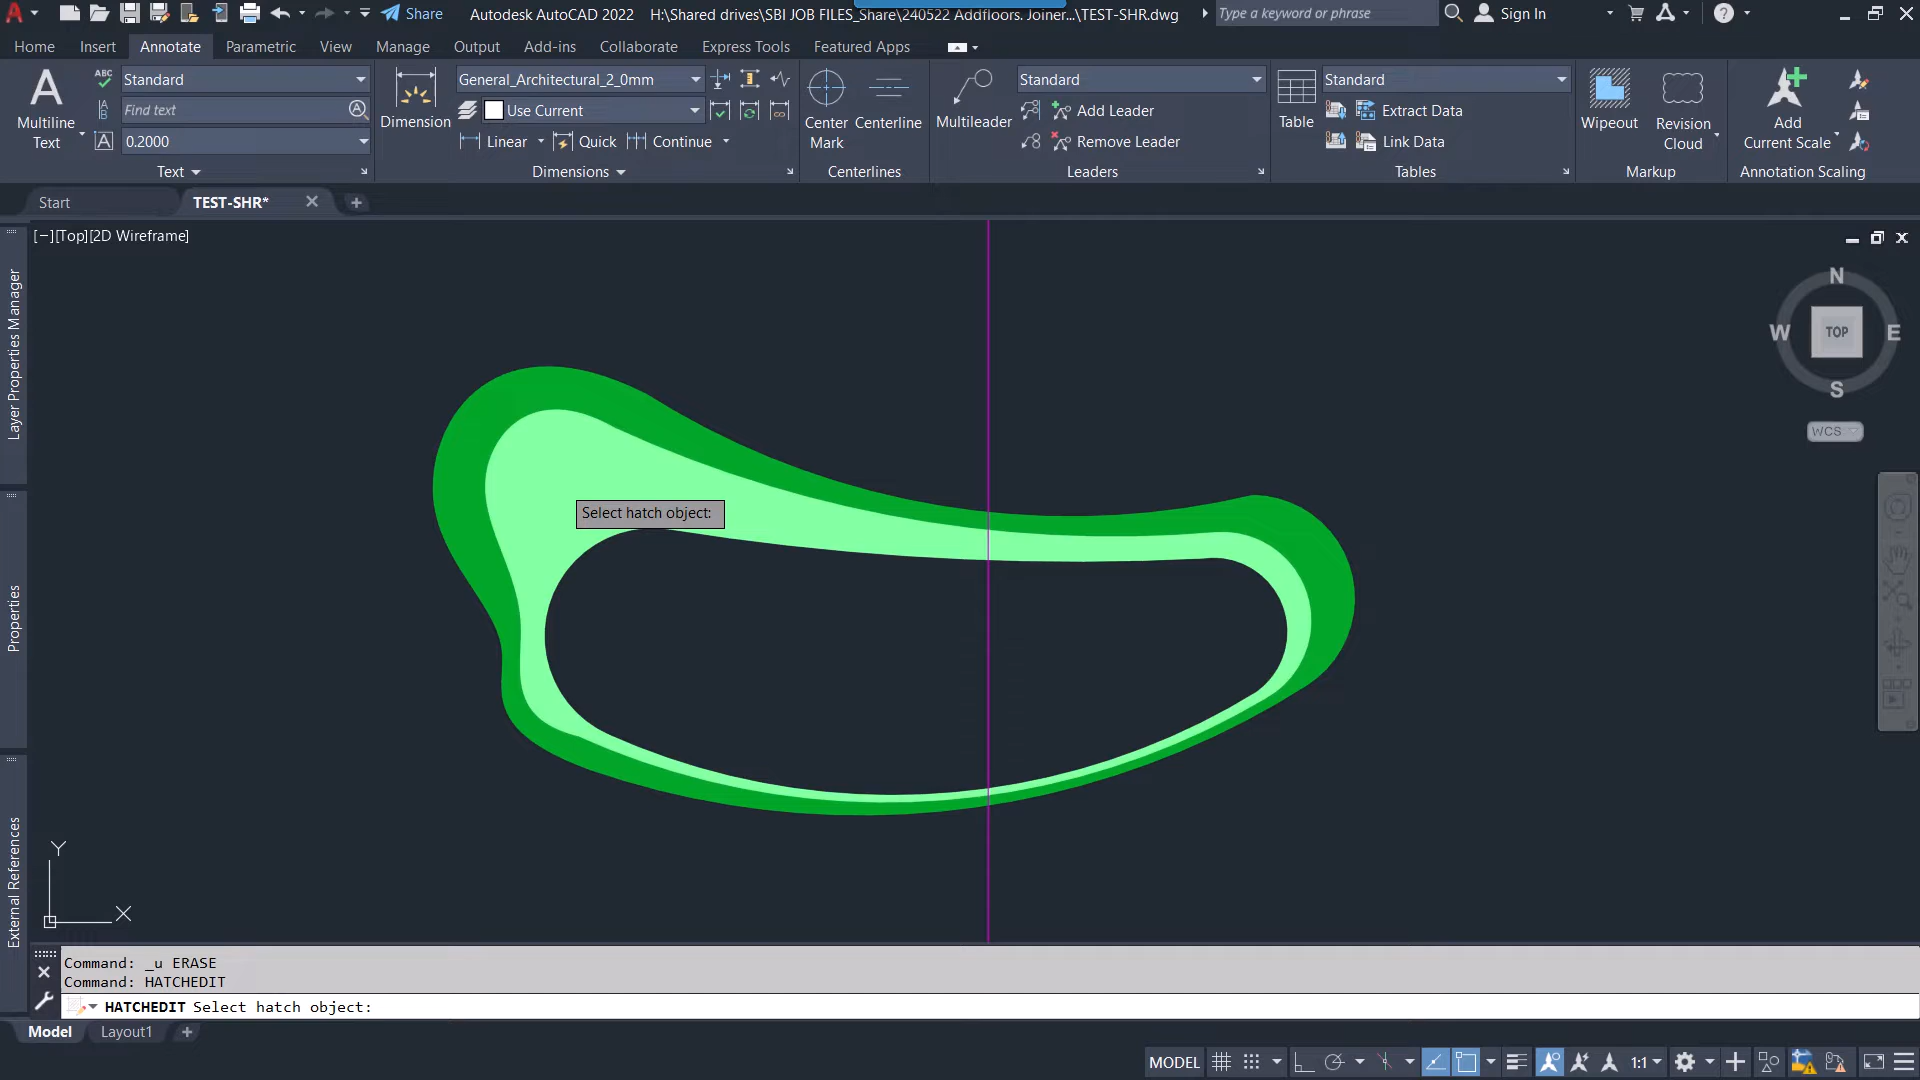 Share
Autodesk AutoCAD 2022
H:\Shared drives\SBI JOB FILES_Share\240522 Addfloors. Joiner...\TEST-SHR.dwg
Type a keyword or phrase
Sign In
Home
Insert
Annotate
Parametric
View
Manage
Output
Add-ins
Collaborate
Express Tools
Featured Apps
Multiline
Text
ABC
Standard
Find text
0.2000
Text
Dimension
General_Architectural_2_0mm
Use Current
Linear
Quick
Continue
Dimensions
Center
Mark
Centerline
Centerlines
Multileader
Standard
Add Leader
Remove Leader
Leaders
Table
Standard
Extract Data
Link Data
Tables
Wipeout
Revision
Cloud
Markup
Add
Current Scale
Annotation Scaling
Start
TEST-SHR*
[−][Top][2D Wireframe]
Layer Properties Manager
Properties
External References
N
W
TOP
E
S
WCS
Select hatch object:
Y
X
Command: _u ERASE
Command: HATCHEDIT
HATCHEDIT Select hatch object:
Model
Layout1
MODEL
1:1